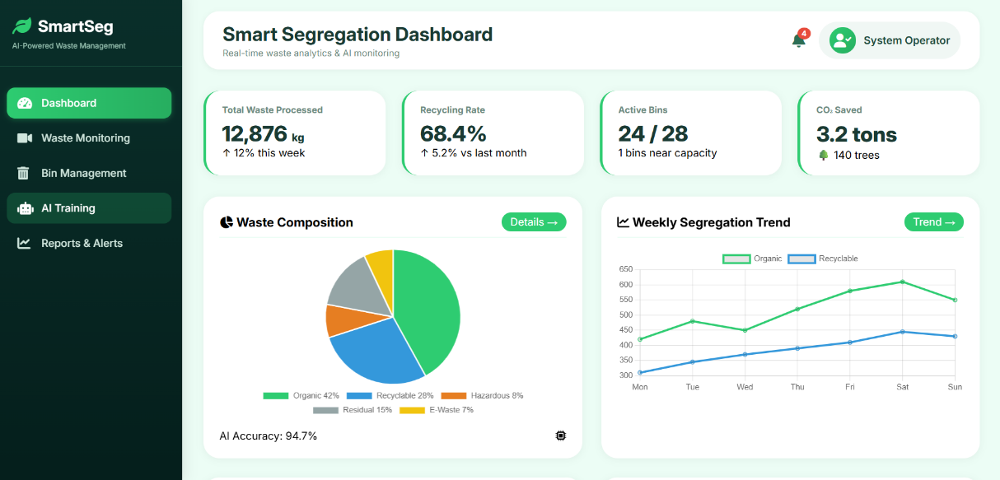 SmartSeg
AI-Powered Waste Management
Dashboard
Waste Monitoring
Bin Management
AI Training
Reports & Alerts
Smart Segregation Dashboard
Real-time waste analytics & AI monitoring
4
System Operator
Total Waste Processed
12,876 kg
↑ 12% this week
Recycling Rate
68.4%
↑ 5.2% vs last month
Active Bins
24 / 28
1 bins near capacity
CO₂ Saved
3.2 tons
140 trees
Waste Composition
Details →
Organic 42% Recyclable 28% Hazardous 8%
Residual 15% E-Waste 7%
AI Accuracy: 94.7%
Weekly Segregation Trend
Trend →
Organic Recyclable
650
600
550
500
450
400
350
300
Mon Tue Wed Thu Fri Sat Sun